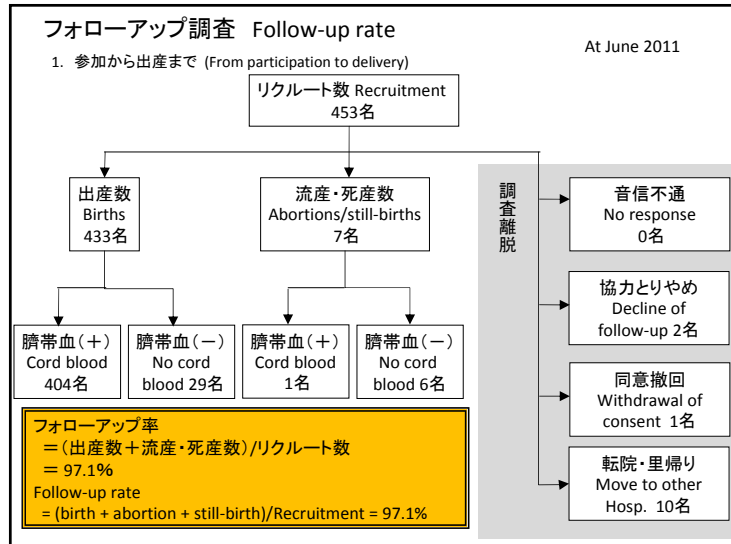 フォローアップ調査 Follow-up rate
At June 2011
1. 参加から出産まで (From participation to delivery)
リクルート数 Recruitment
453名
出産数
Births
433名
流産・死産数
Abortions/still-births
7名
臍帯血(+)
Cord blood
404名
臍帯血(-)
No cord
blood 29名
臍帯血(+)
Cord blood
1名
臍帯血(-)
No cord
blood 6名
調査離脱
音信不通
No response
0名
協力とりやめ
Decline of
follow-up 2名
同意撤回
Withdrawal of
consent 1名
転院・里帰り
Move to other
Hosp. 10名
フォローアップ率
=(出産数+流産・死産数)/リクルート数
= 97.1%
Follow-up rate
= (birth + abortion + still-birth)/Recruitment = 97.1%